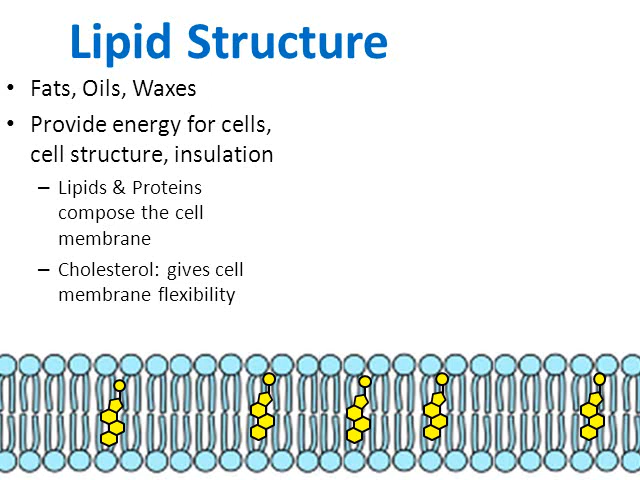 Lipid Structure
• Fats, Oils, Waxes
• Provide energy for cells,
cell structure, insulation
– Lipids & Proteins
compose the cell
membrane
– Cholesterol: gives cell
membrane flexibility